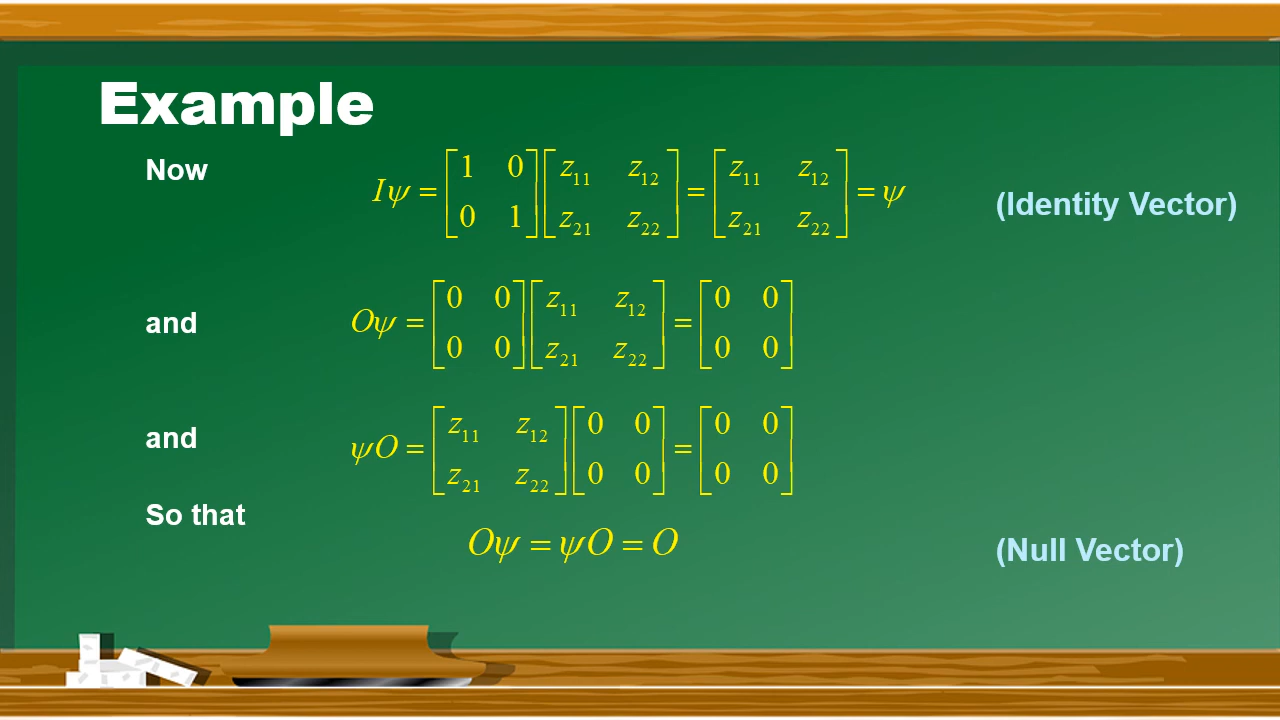 Example
Now Iψ = [1 0; 0 1] [z₁₁ z₁₂; z₂₁ z₂₂] = [z₁₁ z₁₂; z₂₁ z₂₂] = ψ (Identity Vector)
and Oψ = [0 0; 0 0] [z₁₁ z₁₂; z₂₁ z₂₂] = [0 0; 0 0]
and ψO = [z₁₁ z₁₂; z₂₁ z₂₂] [0 0; 0 0] = [0 0; 0 0]
So that
Oψ = ψO = O (Null Vector)